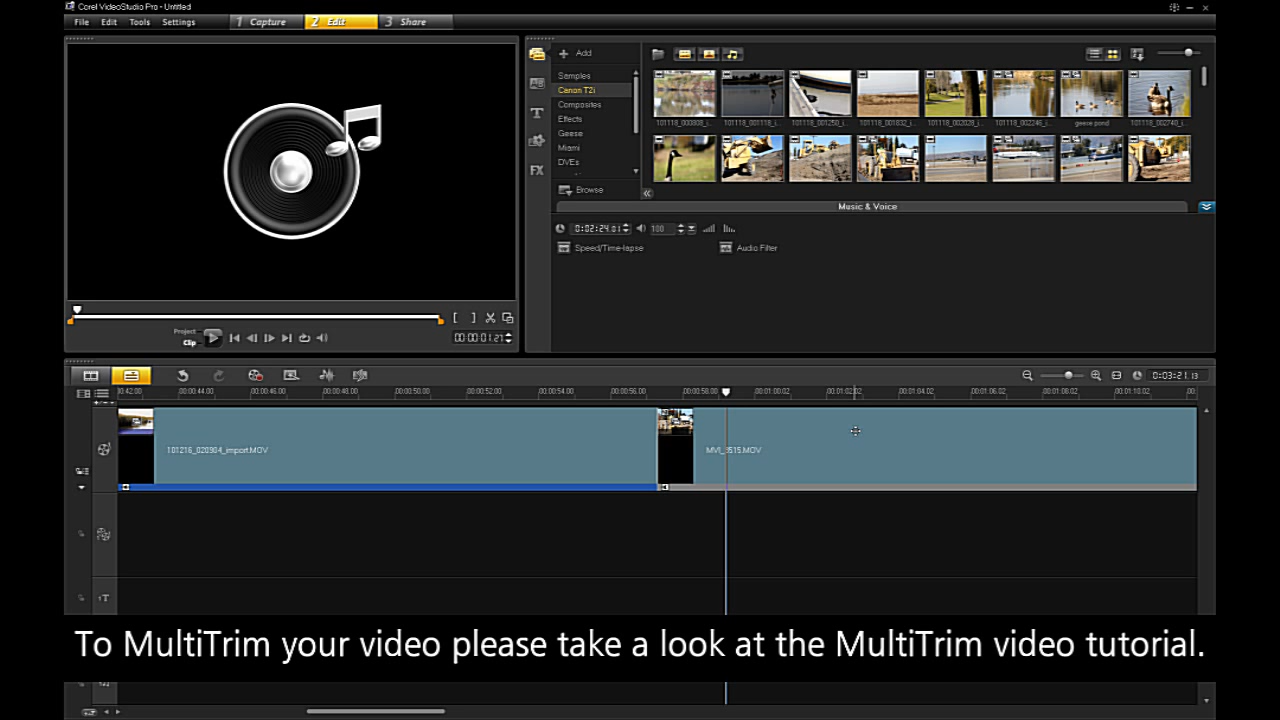 Corel VideoStudio Pro - Untitled
File Edit Tools Settings 1 Capture 2 Edit 3 Share
Add
Samples
Canon T2i
Composites
Effects
Geese
Miami
DVEs
Browse
101118_000808_i... 101118_001118_i... 101118_001250_i... 101118_001832_i... 101118_002028_i... 101118_002246_i... geese pond 101118_002740_i...
Music & Voice
0:02:24.01 100
Speed/Time-lapse Audio Filter
Project
Clip
00:00:01.21
0:03:21.13
00:00:44.00 00:00:46.00 00:00:48.00 00:00:50.00 00:00:52.00 00:00:54.00 00:00:56.00 00:00:58.00 00:01:00.02 00:01:02.02 00:01:04.02 00:01:06.02 00:01:08.02 00:01:10.02
101216_020904_import.MOV
To MultiTrim your video please take a look at the MultiTrim video tutorial.